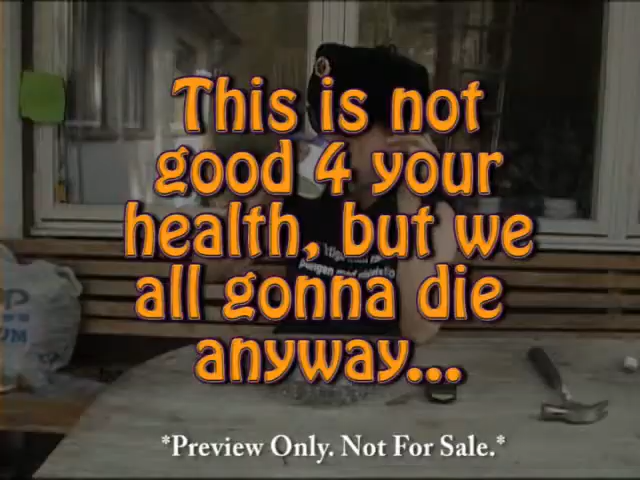 This is not
good 4 your
health, but we
all gonna die
anyway...
*Preview Only. Not For Sale.*